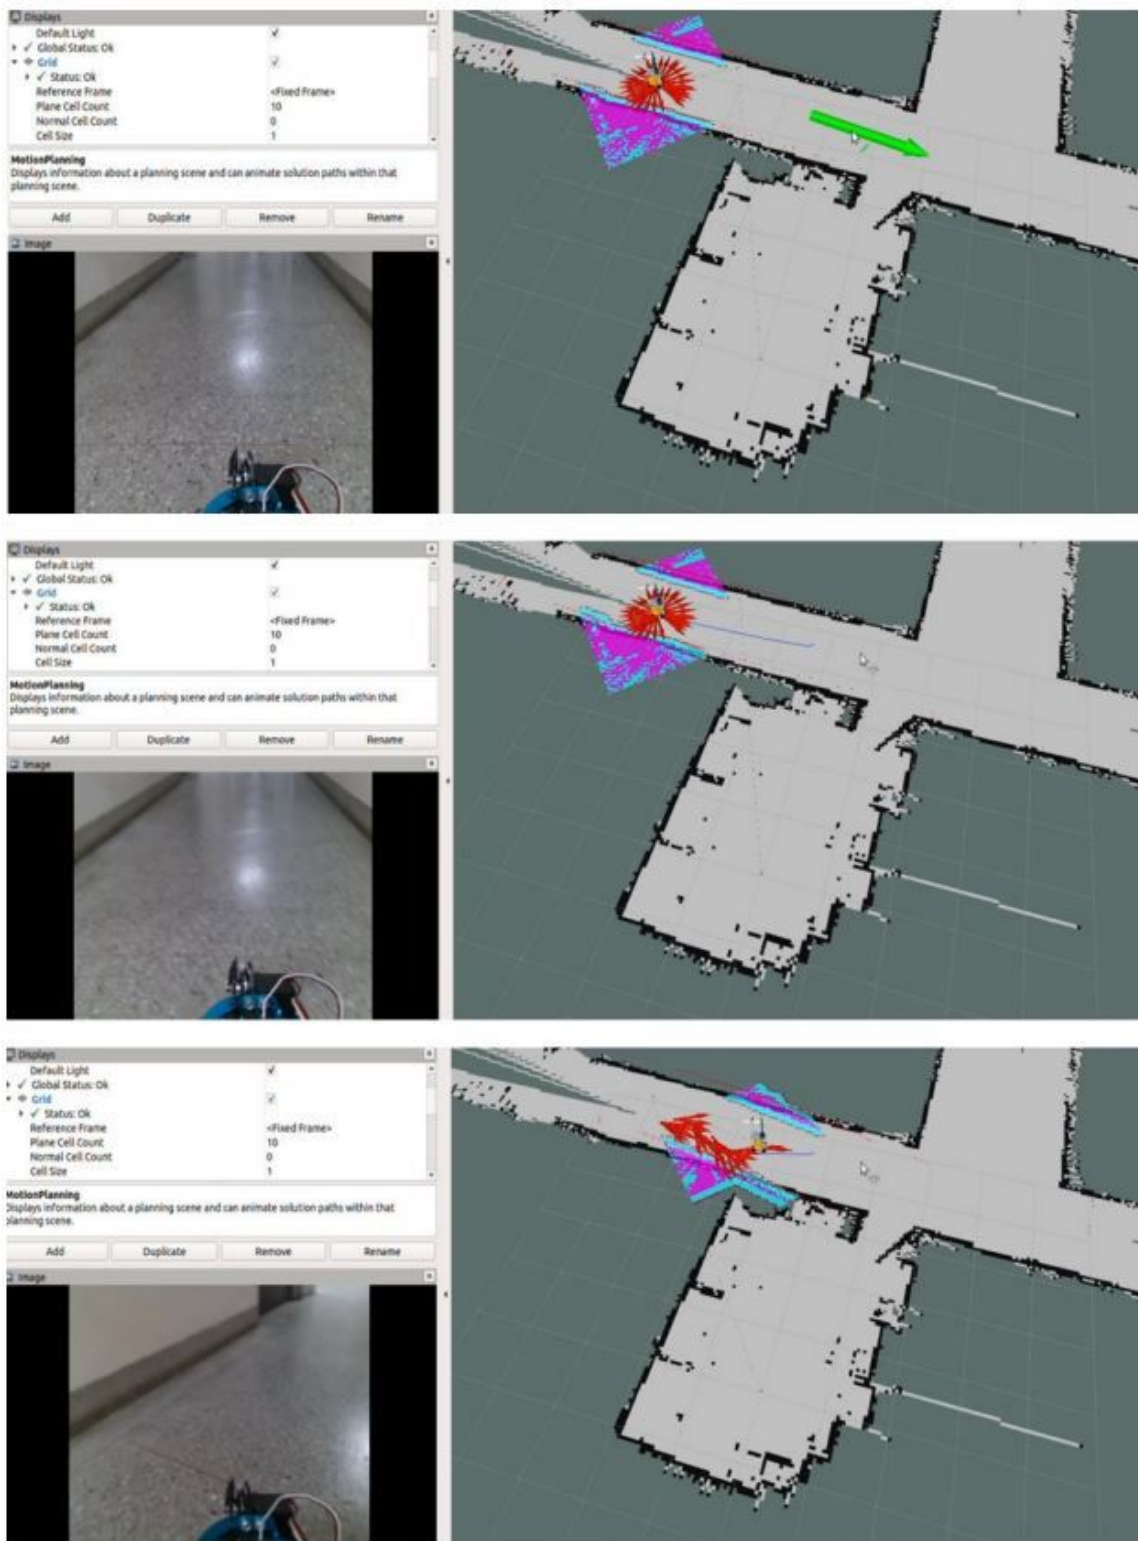 Displays
Default Light
Global Status: Ok
Grid
Status: Ok
Reference Frame <Fixed Frame>
Plane Cell Count 10
Normal Cell Count 0
Cell Size 1
MotionPlanning
Displays information about a planning scene and can animate solution paths within that
planning scene.
Add Duplicate Remove Rename
Image
Displays
Default Light
Global Status: Ok
Grid
Status: Ok
Reference Frame <Fixed Frame>
Plane Cell Count 10
Normal Cell Count 0
Cell Size 1
MotionPlanning
Displays information about a planning scene and can animate solution paths within that
planning scene.
Add Duplicate Remove Rename
Image
Displays
Default Light
Global Status: Ok
Grid
Status: Ok
Reference Frame <Fixed Frame>
Plane Cell Count 10
Normal Cell Count 0
Cell Size 1
MotionPlanning
Displays information about a planning scene and can animate solution paths within that
planning scene.
Add Duplicate Remove Rename
Image